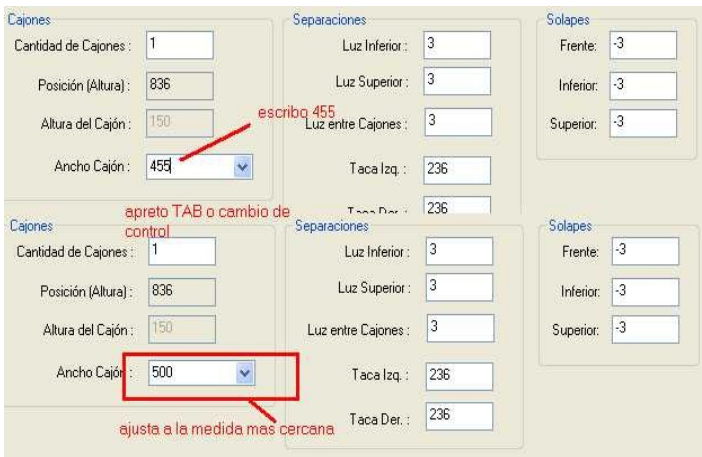 Cajones Separaciones Solapes
Cantidad de Cajones : 1 Luz Inferior : 3 Frente: -3
Posición (Altura) : 836 Luz Superior : 3 Inferior: -3
escribo 455
Altura del Cajón : 150 Luz entre Cajones : 3 Superior: -3
Ancho Cajón : 455 Taca Izq. : 236
Taca Der. : 236
apreto TAB o cambio de
control
Cajones Separaciones Solapes
Cantidad de Cajones : 1 Luz Inferior : 3 Frente: -3
Posición (Altura) : 836 Luz Superior : 3 Inferior: -3
Altura del Cajón : 150 Luz entre Cajones : 3 Superior: -3
Ancho Cajón : 500 Taca Izq. : 236
Taca Der. : 236
ajusta a la medida mas cercana